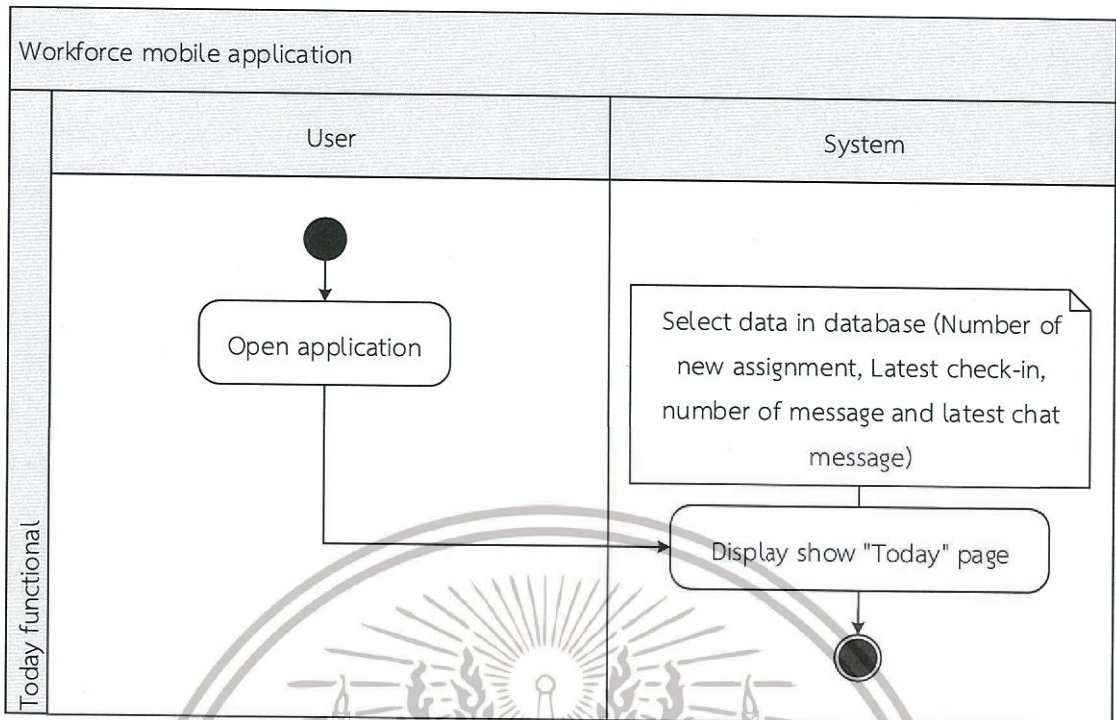 Workforce mobile application
User
System
Open application
Select data in database (Number of
new assignment, Latest check-in,
number of message and latest chat
message)
Display show "Today" page
Today functional